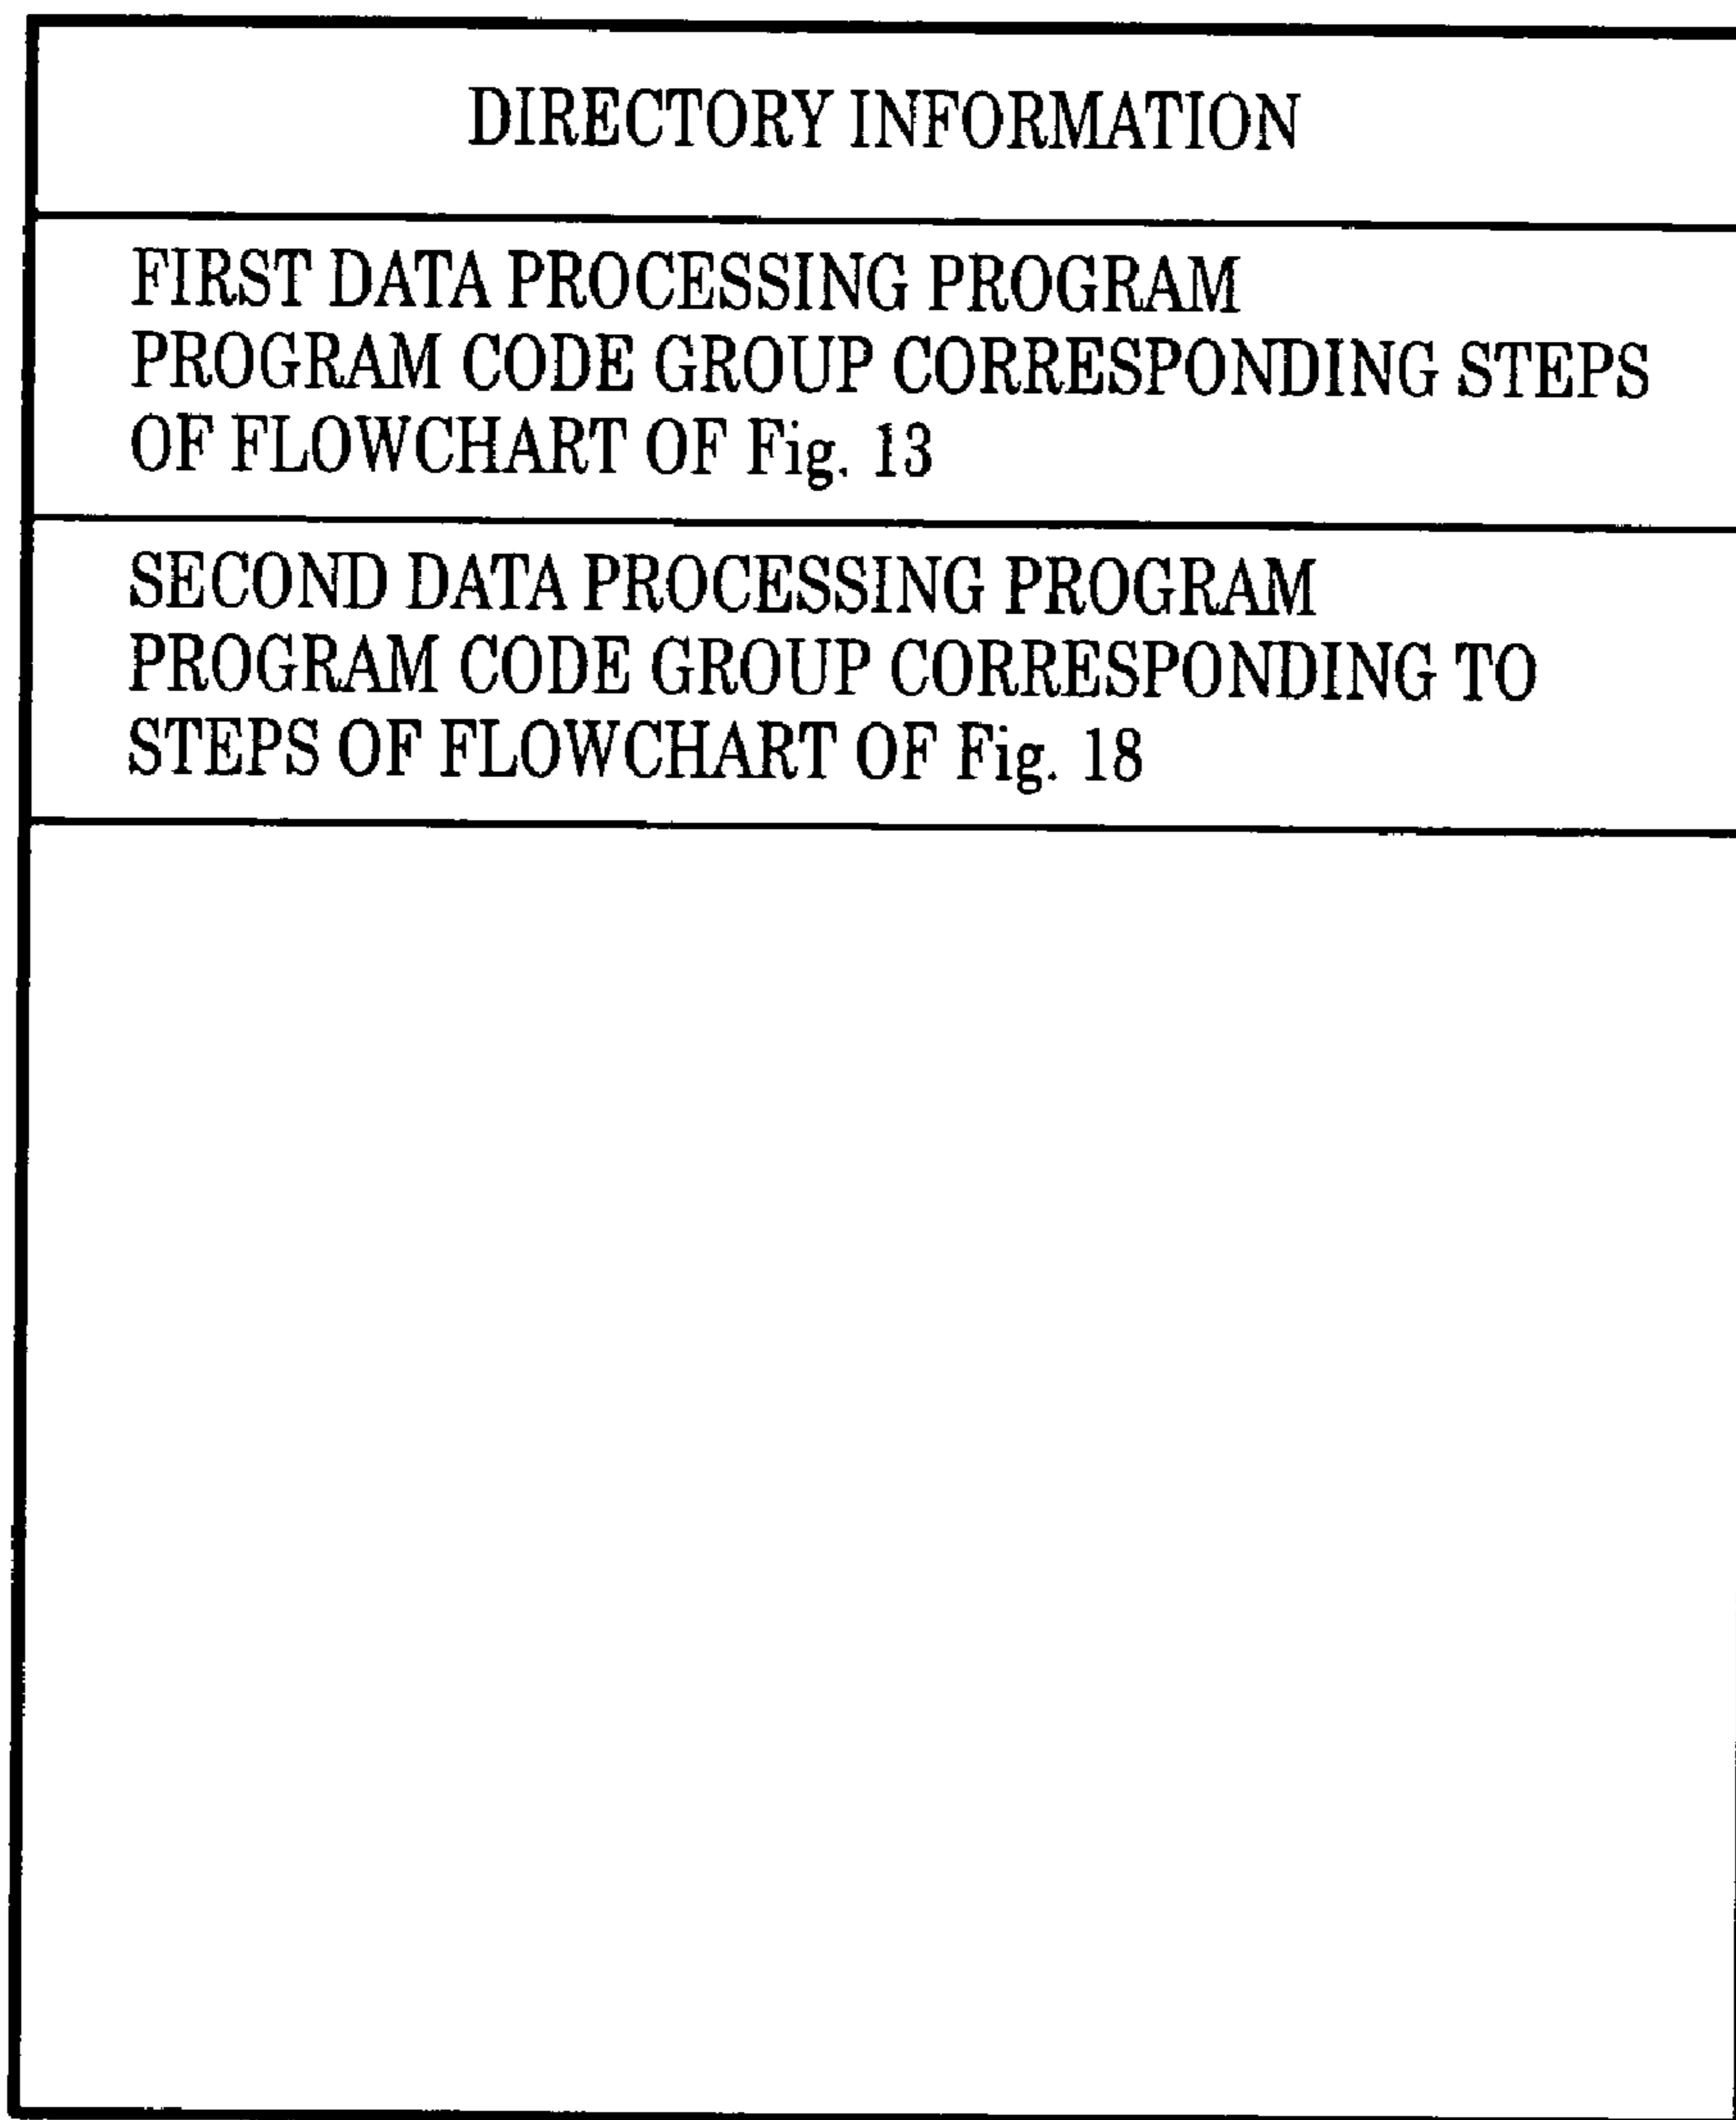 DIRECTORY INFORMATION
FIRST DATA PROCESSING PROGRAM
PROGRAM CODE GROUP CORRESPONDING STEPS
OF FLOWCHART OF Fig. 13
SECOND DATA PROCESSING PROGRAM
PROGRAM CODE GROUP CORRESPONDING TO
STEPS OF FLOWCHART OF Fig. 18